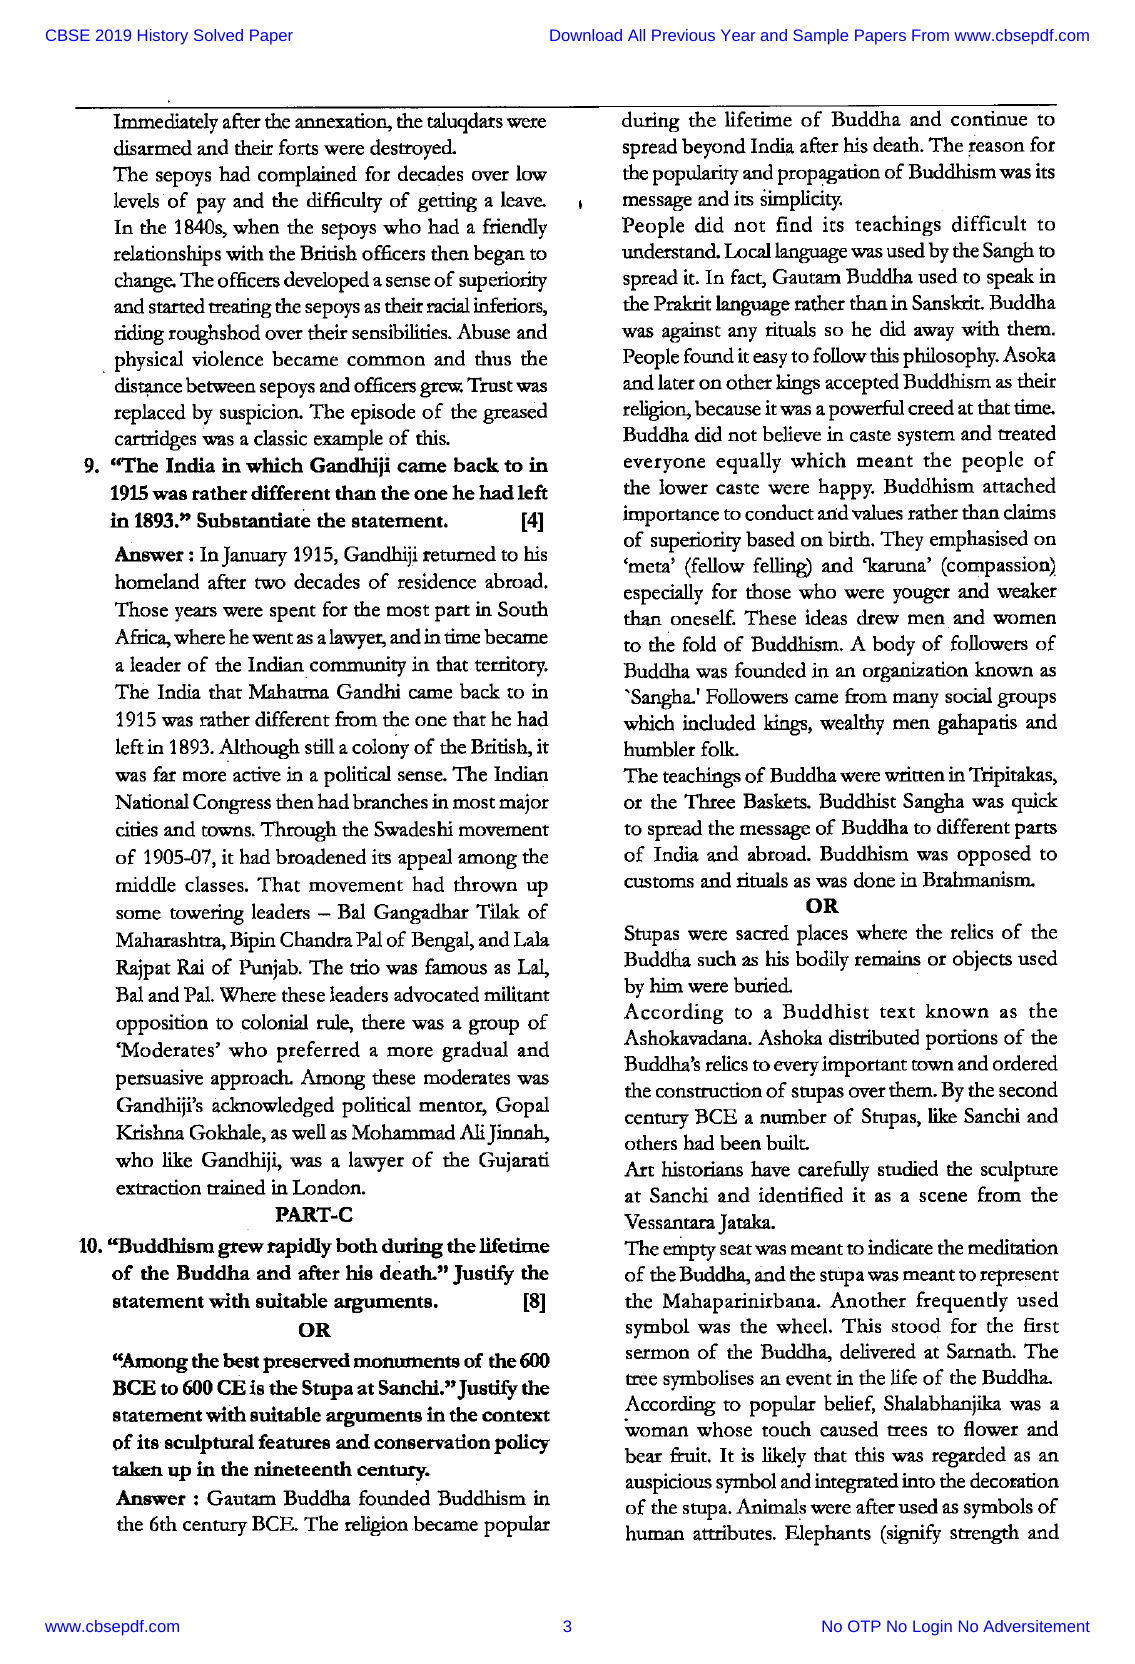 CBSE 2019 History Solved Paper
Download All Previous Year and Sample Papers From www.cbsepdf.com
Immediately after the annexation, the taluqdars were
disarmed and their forts were destroyed.
The sepoys had complained for decades over low
levels of pay and the difficulty of getting a leave.
In the 1840s, when the sepoys who had a friendly
relationships with the British officers then began to
change. The officers developed a sense of superiority
and started treating the sepoys as their racial inferiors,
riding roughshod over their sensibilities. Abuse and
physical violence became common and thus the
distance between sepoys and officers grew. Trust was
replaced by suspicion. The episode of the greased
cartridges was a classic example of this.
9. “The India in which Gandhiji came back to in
1915 was rather different than the one he had left
in 1893.” Substantiate the statement. [4]
Answer : In January 1915, Gandhiji returned to his
homeland after two decades of residence abroad.
Those years were spent for the most part in South
Africa, where he went as a lawyer, and in time became
a leader of the Indian community in that territory.
The India that Mahatma Gandhi came back to in
1915 was rather different from the one that he had
left in 1893. Although still a colony of the British, it
was far more active in a political sense. The Indian
National Congress then had branches in most major
cities and towns. Through the Swadeshi movement
of 1905-07, it had broadened its appeal among the
middle classes. That movement had thrown up
some towering leaders – Bal Gangadhar Tilak of
Maharashtra, Bipin Chandra Pal of Bengal, and Lala
Rajpat Rai of Punjab. The trio was famous as Lal,
Bal and Pal. Where these leaders advocated militant
opposition to colonial rule, there was a group of
‘Moderates’ who preferred a more gradual and
persuasive approach. Among these moderates was
Gandhiji’s acknowledged political mentor, Gopal
Krishna Gokhale, as well as Mohammad Ali Jinnah,
who like Gandhiji, was a lawyer of the Gujarati
extraction trained in London.
PART-C
10. “Buddhism grew rapidly both during the lifetime
of the Buddha and after his death.” Justify the
statement with suitable arguments. [8]
OR
“Among the best preserved monuments of the 600
BCE to 600 CE is the Stupa at Sanchi.” Justify the
statement with suitable arguments in the context
of its sculptural features and conservation policy
taken up in the nineteenth century.
Answer : Gautam Buddha founded Buddhism in
the 6th century BCE. The religion became popular
during the lifetime of Buddha and continue to
spread beyond India after his death. The reason for
the popularity and propagation of Buddhism was its
message and its simplicity.
People did not find its teachings difficult to
understand. Local language was used by the Sangh to
spread it. In fact, Gautam Buddha used to speak in
the Prakrit language rather than in Sanskrit. Buddha
was against any rituals so he did away with them.
People found it easy to follow this philosophy. Asoka
and later on other kings accepted Buddhism as their
religion, because it was a powerful creed at that time.
Buddha did not believe in caste system and treated
everyone equally which meant the people of
the lower caste were happy. Buddhism attached
importance to conduct and values rather than claims
of superiority based on birth. They emphasised on
‘meta’ (fellow felling) and ‘karuna’ (compassion)
especially for those who were youger and weaker
than oneself. These ideas drew men and women
to the fold of Buddhism. A body of followers of
Buddha was founded in an organization known as
`Sangha.' Followers came from many social groups
which included kings, wealthy men gahapatis and
humbler folk.
The teachings of Buddha were written in Tripitakas,
or the Three Baskets. Buddhist Sangha was quick
to spread the message of Buddha to different parts
of India and abroad. Buddhism was opposed to
customs and rituals as was done in Brahmanism.
OR
Stupas were sacred places where the relics of the
Buddha such as his bodily remains or objects used
by him were buried.
According to a Buddhist text known as the
Ashokavadana. Ashoka distributed portions of the
Buddha’s relics to every important town and ordered
the construction of stupas over them. By the second
century BCE a number of Stupas, like Sanchi and
others had been built.
Art historians have carefully studied the sculpture
at Sanchi and identified it as a scene from the
Vessantara Jataka.
The empty seat was meant to indicate the meditation
of the Buddha, and the stupa was meant to represent
the Mahaparinirbana. Another frequently used
symbol was the wheel. This stood for the first
sermon of the Buddha, delivered at Sarnath. The
tree symbolises an event in the life of the Buddha.
According to popular belief, Shalabhanjika was a
woman whose touch caused trees to flower and
bear fruit. It is likely that this was regarded as an
auspicious symbol and integrated into the decoration
of the stupa. Animals were after used as symbols of
human attributes. Elephants (signify strength and
www.cbsepdf.com
3
No OTP No Login No Adversitement